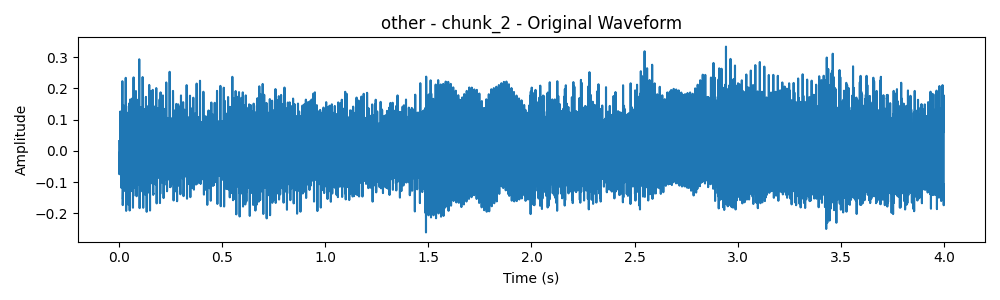 other - chunk_2 - Original Waveform
Amplitude
0.3
0.2
0.1
0.0
−0.1
−0.2
0.0 0.5 1.0 1.5 2.0 2.5 3.0 3.5 4.0
Time (s)